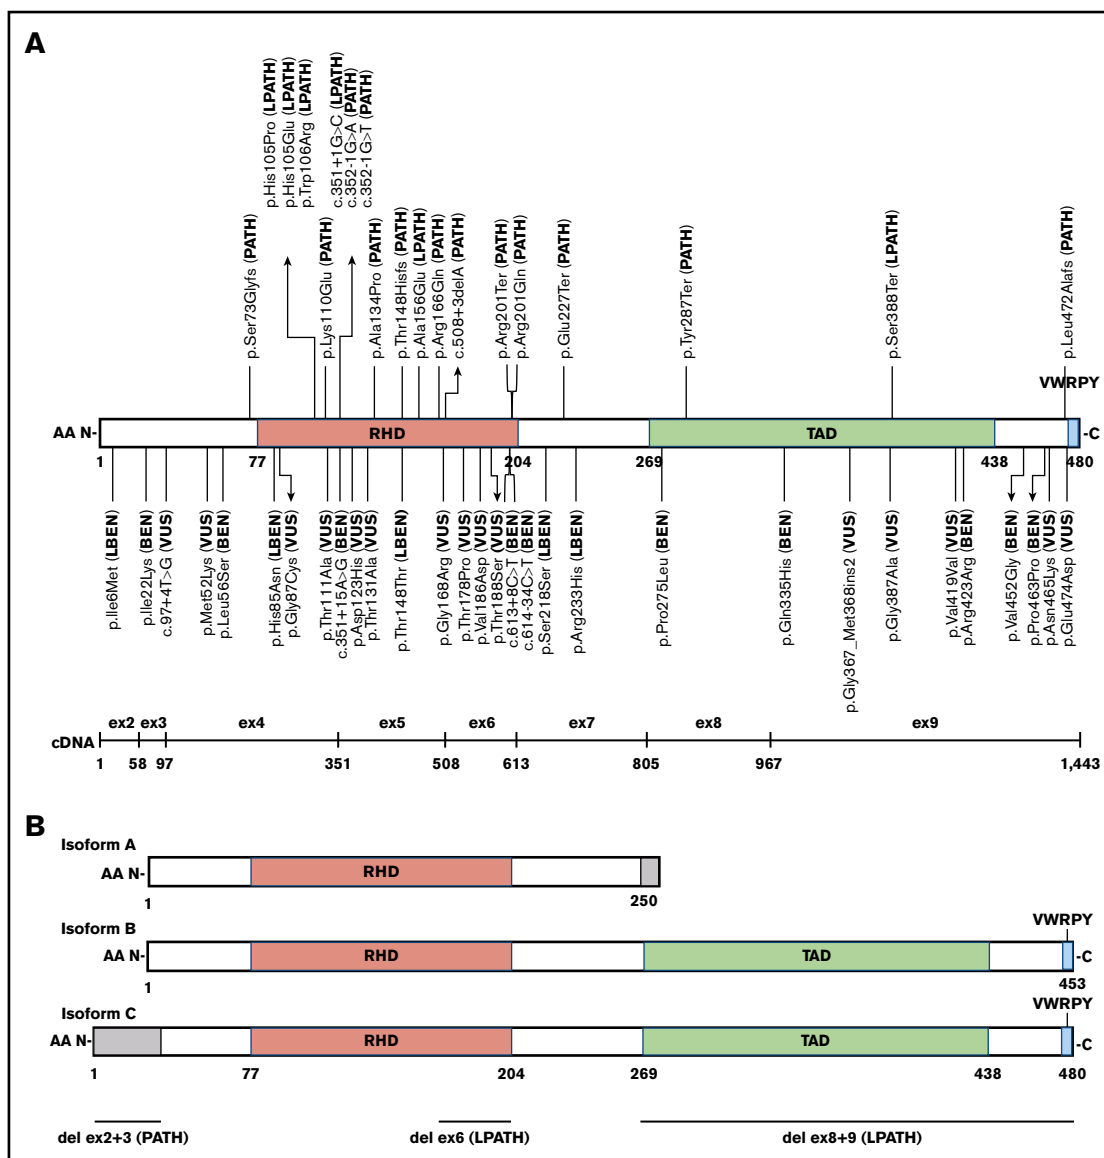 A
p.Ser73Glyfs (PATH)
p.His105Pro (LPATH)
p.His105Glu (LPATH)
p.Trp106Arg (LPATH)
p.Lys110Glu (PATH)
c.351+1G>C (LPATH)
c.352-1G>A (PATH)
c.352-1G>T (PATH)
p.Ala134Pro (PATH)
p.Thr148Hisfs (PATH)
p.Ala156Glu (LPATH)
p.Arg166Gln (PATH)
c.508+3delA (PATH)
p.Arg201Ter (PATH)
p.Arg201Gln (PATH)
p.Glu227Ter (PATH)
p.Tyr287Ter (PATH)
p.Ser388Ter (LPATH)
p.Leu472Alafs (PATH)
VWRPY
AA N- RHD TAD -C
1 77 204 269 438 480
p.Ile6Met (LBEN)
p.Ile22Lys (BEN)
c.97+4T>G (VUS)
p.Met52Lys (VUS)
p.Leu56Ser (BEN)
p.His85Asn (LBEN)
p.Gly87Cys (VUS)
p.Thr111Ala (VUS)
c.351+15A>G (BEN)
p.Asp123His (VUS)
p.Thr131Ala (VUS)
p.Thr148Thr (LBEN)
p.Gly168Arg (VUS)
p.Thr178Pro (VUS)
p.Val186Asp (VUS)
p.Thr188Ser (VUS)
c.613+8C>T (BEN)
c.614-34C>T (BEN)
p.Ser218Ser (LBEN)
p.Arg233His (LBEN)
p.Pro275Leu (BEN)
p.Gln335His (BEN)
p.Gly367_Met368ins2 (VUS)
p.Gly387Ala (VUS)
p.Val419Val (VUS)
p.Arg423Arg (BEN)
p.Val452Gly (BEN)
p.Pro463Pro (BEN)
p.Asn465Lys (VUS)
p.Glu474Asp (VUS)
ex2 ex3 ex4 ex5 ex6 ex7 ex8 ex9
cDNA
1 58 97 351 508 613 805 967 1,443
B
Isoform A
AA N- RHD
1 250
Isoform B VWRPY
AA N- RHD TAD -C
1 453
Isoform C VWRPY
AA N- RHD TAD -C
1 77 204 269 438 480
del ex2+3 (PATH) del ex6 (LPATH) del ex8+9 (LPATH)